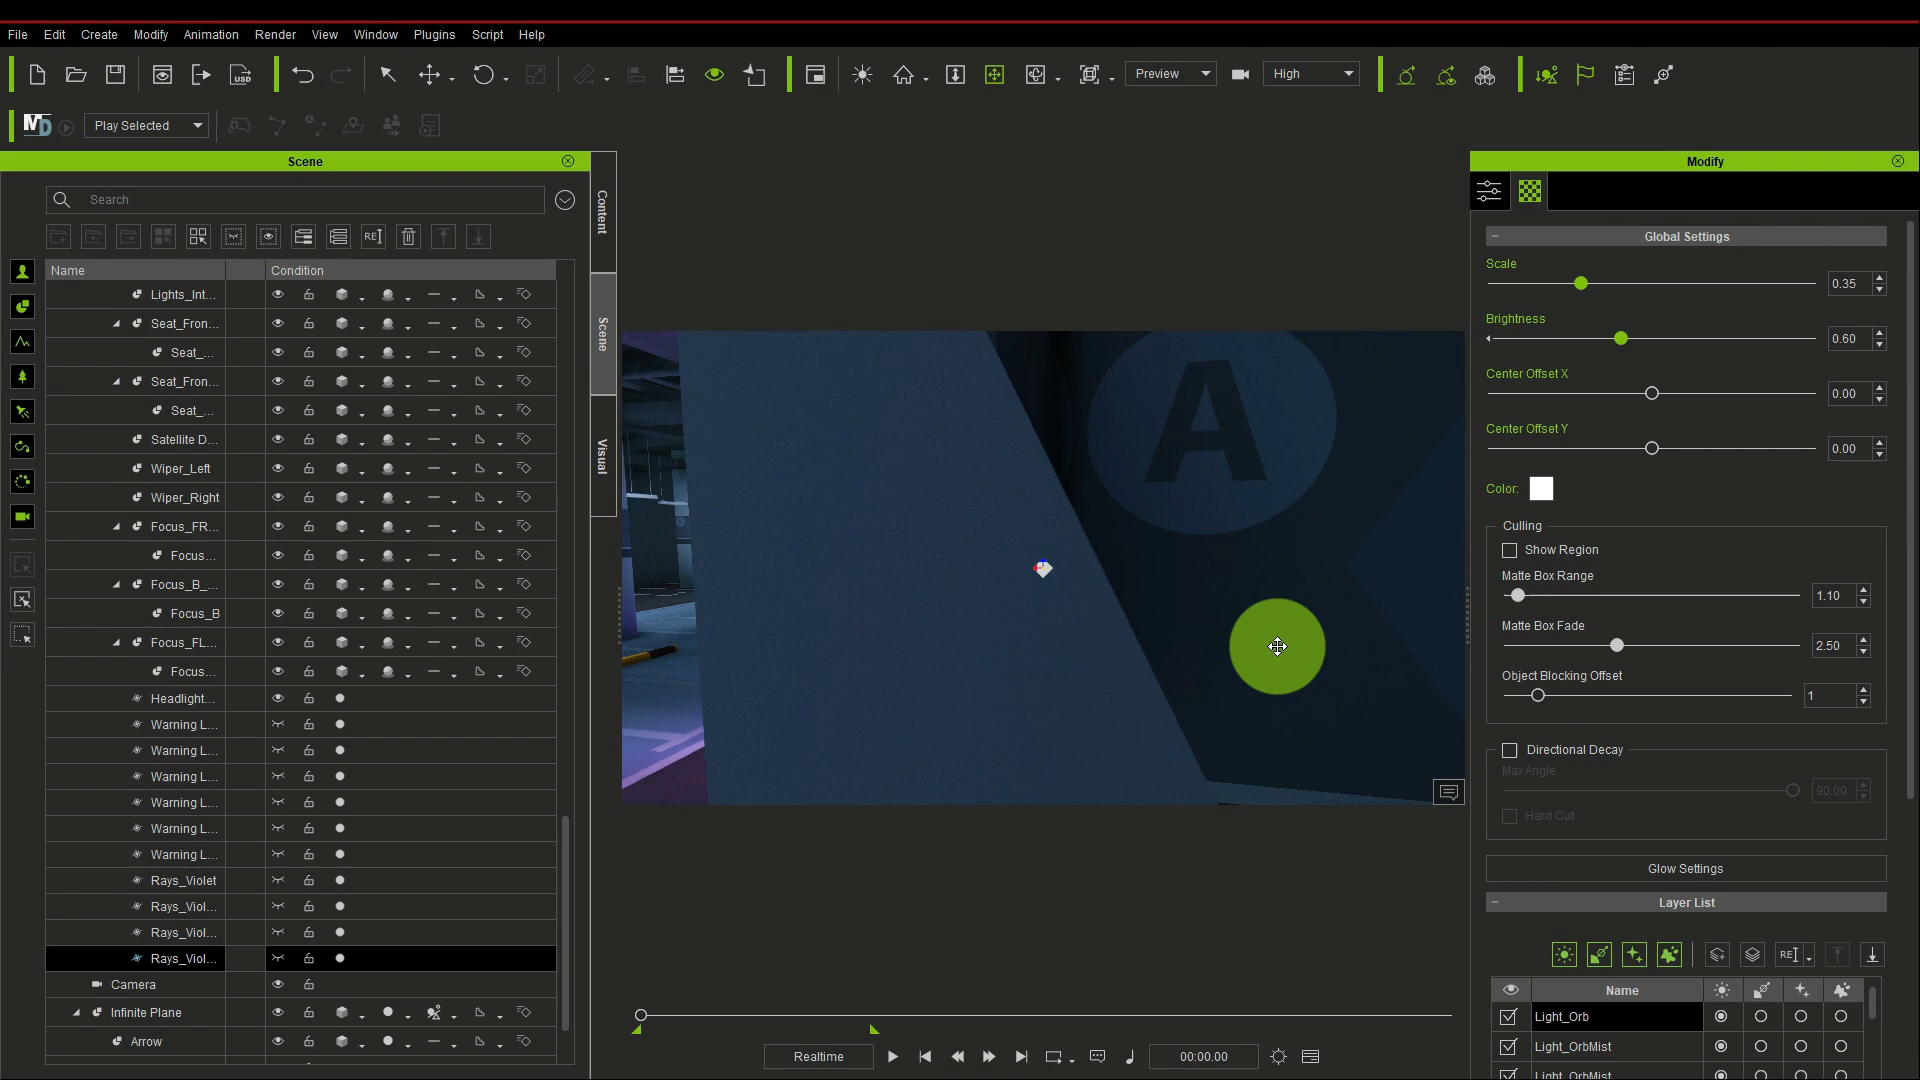 File Edit Create Modify Animation Render View Window Plugins Script Help
USD
Preview
High
MD
Play Selected
Scene
Search
RE
Name
Condition
Lights_Int...
Seat_Fron...
Seat_...
Seat_Fron...
Seat_...
Satellite D...
Wiper_Left
Wiper_Right
Focus_FR...
Focus...
Focus_B_...
Focus_B
Focus_FL...
Focus...
Headlight...
Warning L...
Warning L...
Warning L...
Warning L...
Warning L...
Warning L...
Rays_Violet
Rays_Viol...
Rays_Viol...
Rays_Viol...
Camera
Infinite Plane
Arrow
Content
Scene
Visual
A
Realtime
00:00.00
Modify
Global Settings
Scale
0.35
Brightness
0.60
Center Offset X
0.00
Center Offset Y
0.00
Color:
Culling
Show Region
Matte Box Range
1.10
Matte Box Fade
2.50
Object Blocking Offset
1
Directional Decay
Max Angle
90.00
Hard Cut
Glow Settings
Layer List
RE
Name
Light_Orb
Light_OrbMist
Light_OrbMist